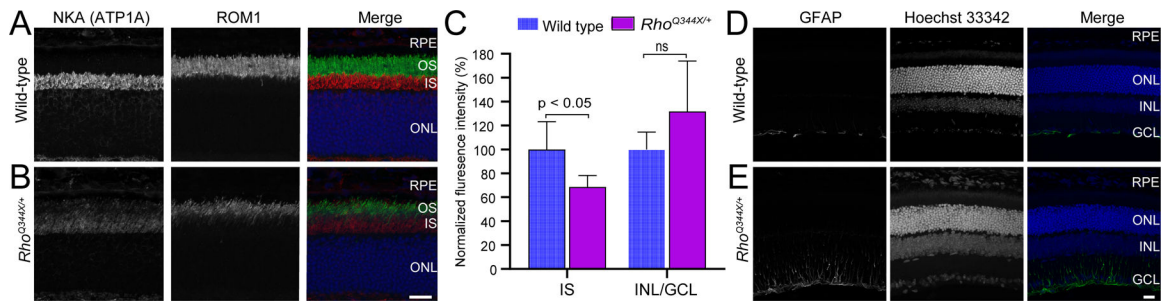 A
NKA (ATP1A)
ROM1
Merge
Wild-type
RPE
OS
IS
ONL
B
Rho^Q344X/+
RPE
OS
IS
ONL
C
Wild type
Rho^Q344X/+
Normalized fluresence intensity (%)
180
160
140
120
100
80
60
40
20
0
p < 0.05
ns
IS
INL/GCL
D
GFAP
Hoechst 33342
Merge
Wild-type
RPE
ONL
INL
GCL
E
Rho^Q344X/+
RPE
ONL
INL
GCL